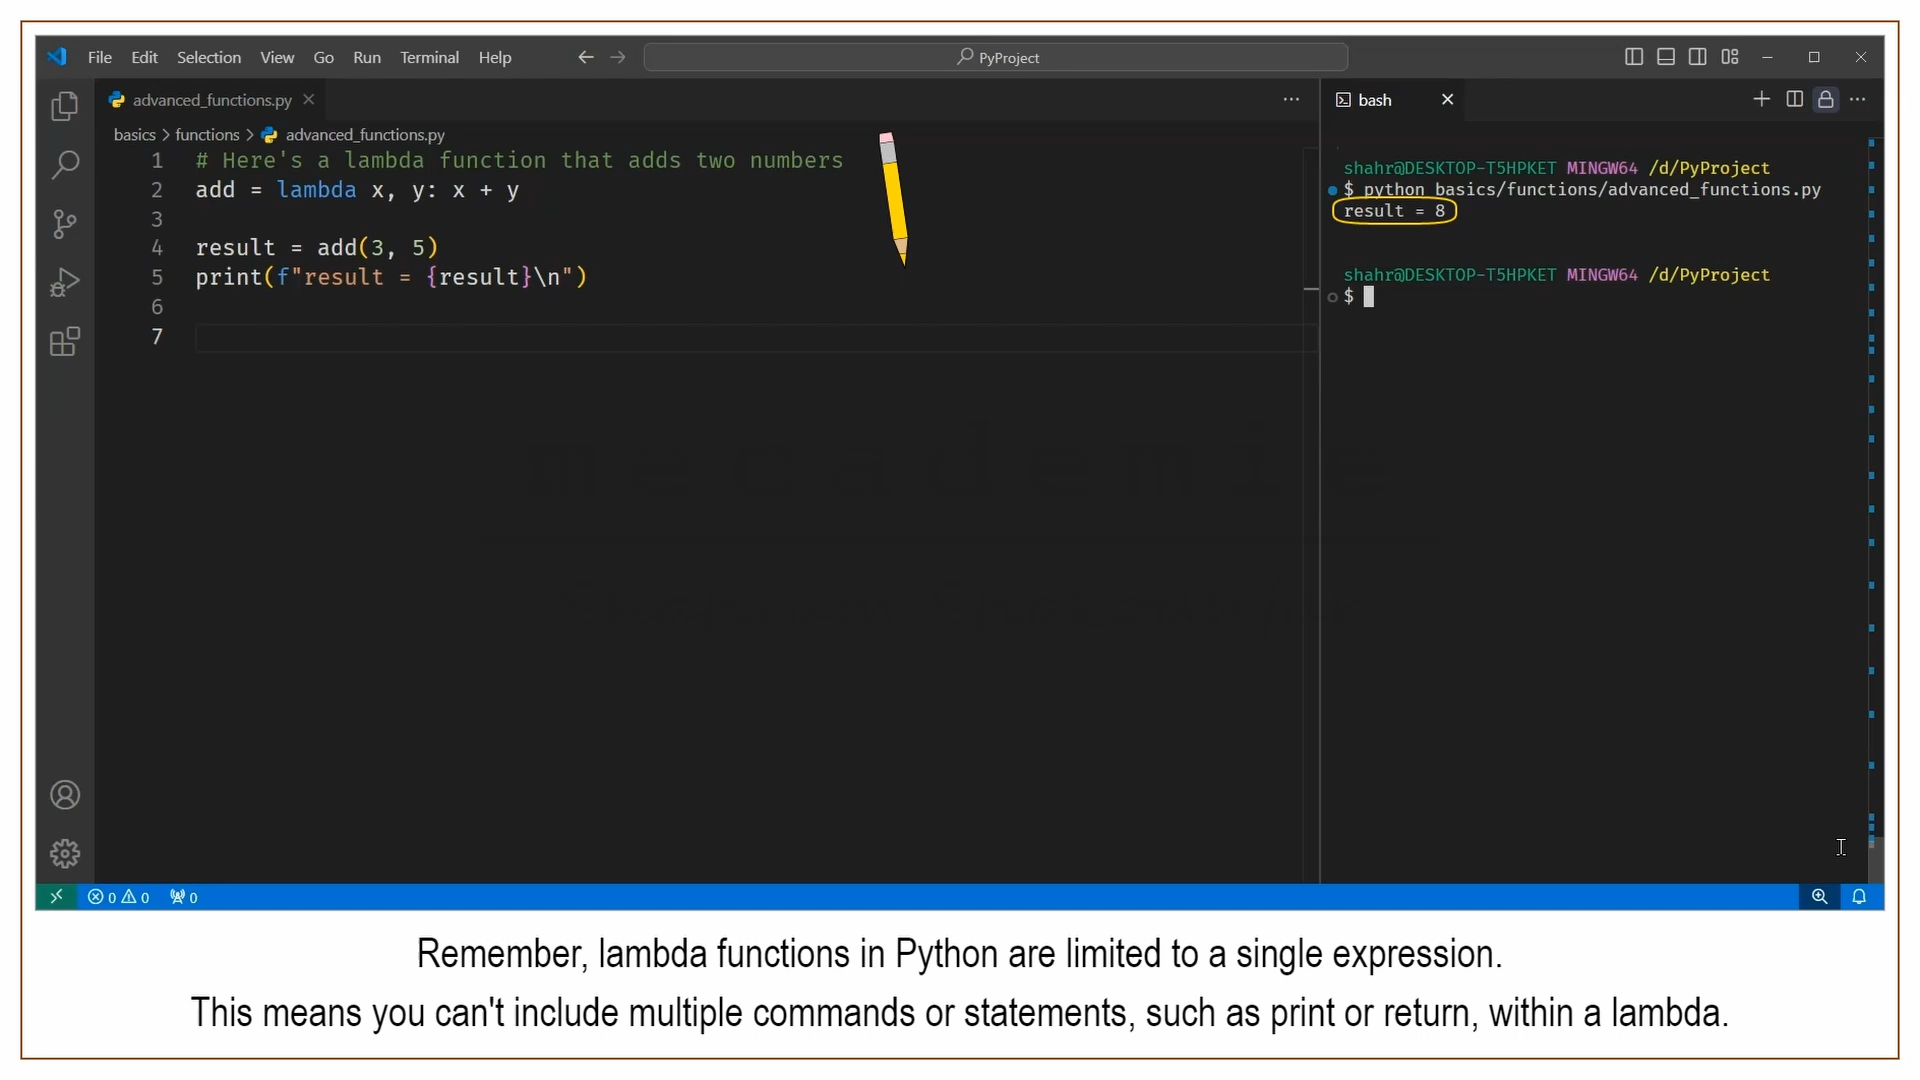 File Edit Selection View Go Run Terminal Help
PyProject
advanced_functions.py
basics > functions > advanced_functions.py
1 # Here's a lambda function that adds two numbers
2 add = lambda x, y: x + y
3
4 result = add(3, 5)
5 print(f"result = {result}\n")
6
7
bash
shahr@DESKTOP-T5HPKET MINGW64 /d/PyProject
$ python basics/functions/advanced_functions.py
result = 8
shahr@DESKTOP-T5HPKET MINGW64 /d/PyProject
$
mecademie
0 0 0
Remember, lambda functions in Python are limited to a single expression.
This means you can't include multiple commands or statements, such as print or return, within a lambda.